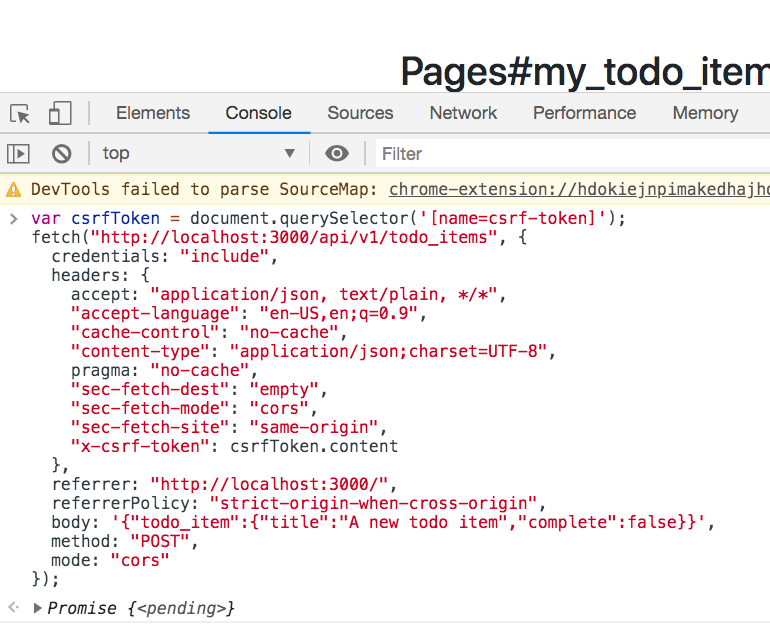 Pages#my_todo_item
Elements Console Sources Network Performance Memory
top Filter
DevTools failed to parse SourceMap: chrome-extension://hdokiejnpimakedhajh
> var csrfToken = document.querySelector('[name=csrf-token]');
fetch("http://localhost:3000/api/v1/todo_items", {
credentials: "include",
headers: {
accept: "application/json, text/plain, */*",
"accept-language": "en-US,en;q=0.9",
"cache-control": "no-cache",
"content-type": "application/json;charset=UTF-8",
pragma: "no-cache",
"sec-fetch-dest": "empty",
"sec-fetch-mode": "cors",
"sec-fetch-site": "same-origin",
"x-csrf-token": csrfToken.content
},
referrer: "http://localhost:3000/",
referrerPolicy: "strict-origin-when-cross-origin",
body: '{"todo_item":{"title":"A new todo item","complete":false}}',
method: "POST",
mode: "cors"
});
Promise {<pending>}